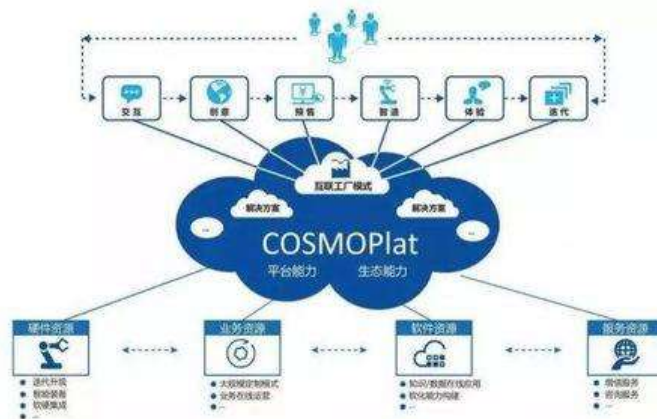 交互 创意 预售 智造 体验 迭代
互联工厂模式
解决方案 解决方案
... ...
COSMOPlat
平台能力 生态能力
硬件资源 业务资源 软件资源 服务资源
• 迭代升级
• 智能装备
• 软硬集成
• ...
• 大规模定制模式
• 业务在线运营
• ...
• 知识/数据在线应用
• 软化能力构建
• ...
• 增值服务
• 咨询服务
• ...